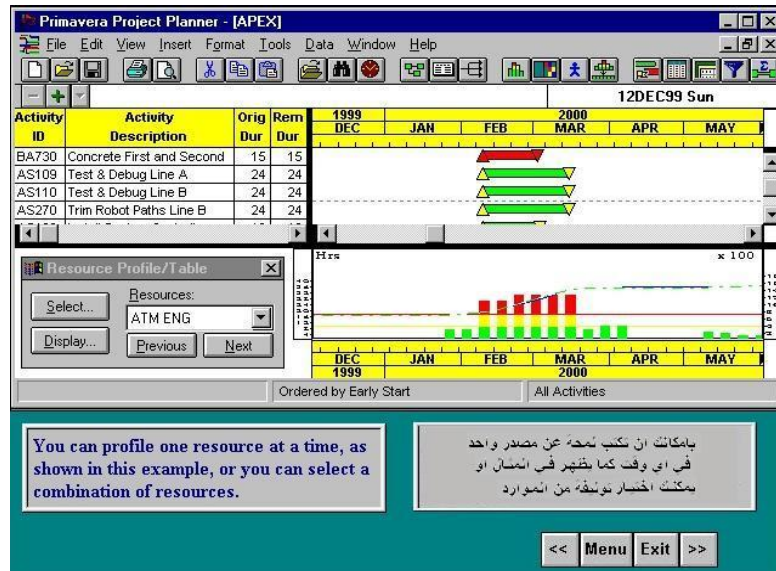 Primavera Project Planner - [APEX]
File Edit View Insert Format Tools Data Window Help
12DEC99 Sun
Activity ID Activity Description Orig Dur Rem Dur
1999 2000
DEC JAN FEB MAR APR MAY
BA730 Concrete First and Second 15 15
AS109 Test & Debug Line A 24 24
AS110 Test & Debug Line B 24 24
AS270 Trim Robot Paths Line B 24 24
Resource Profile/Table
Select...
Display...
Resources:
ATM ENG
Previous Next
Hrs x 100
DEC JAN FEB MAR APR MAY
1999 2000
Ordered by Early Start All Activities
You can profile one resource at a time, as
shown in this example, or you can select a
combination of resources.
بامكانك ان تكتب لمحة عن مصدر واحد
في اي وقت كما يظهر في المثال او
يمكنك اختيار توليفة من الموارد
<< Menu Exit >>